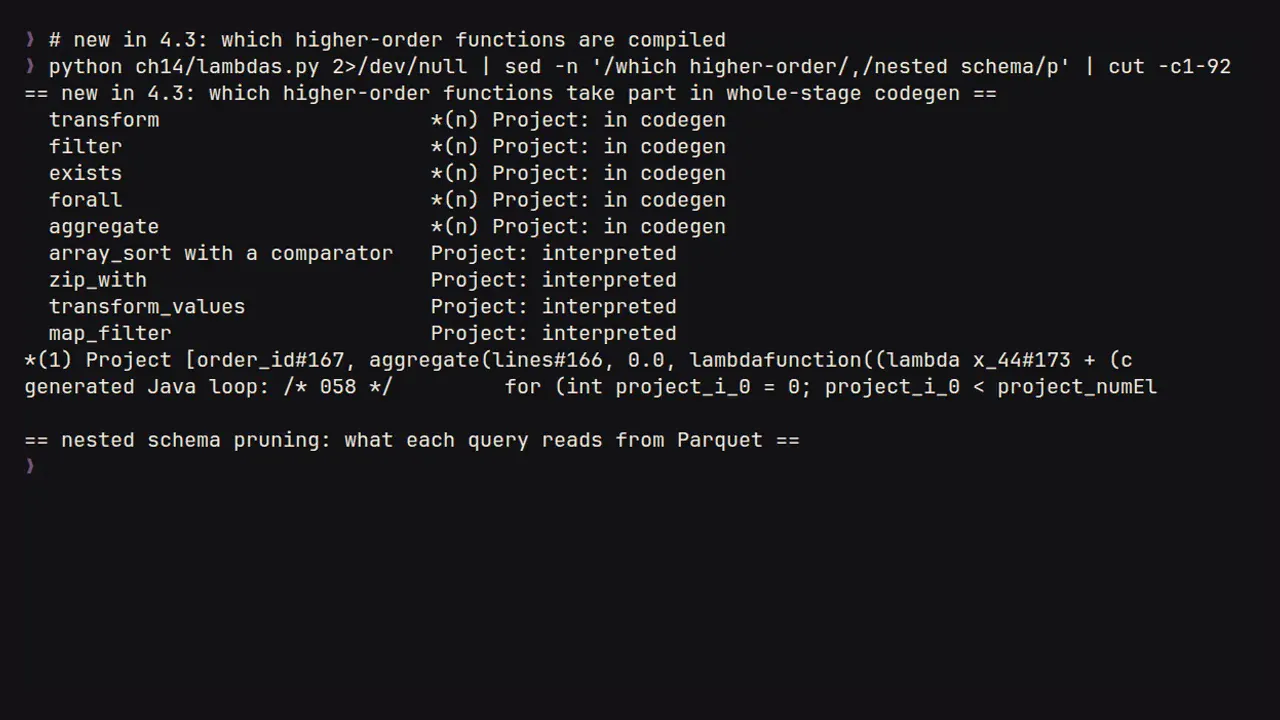 ❯ # new in 4.3: which higher-order functions are compiled
❯ python ch14/lambdas.py 2>/dev/null | sed -n '/which higher-order/,/nested schema/p' | cut -c1-92
== new in 4.3: which higher-order functions take part in whole-stage codegen ==
  transform                      *(n) Project: in codegen
  filter                         *(n) Project: in codegen
  exists                         *(n) Project: in codegen
  forall                         *(n) Project: in codegen
  aggregate                      *(n) Project: in codegen
  array_sort with a comparator   Project: interpreted
  zip_with                       Project: interpreted
  transform_values               Project: interpreted
  map_filter                     Project: interpreted
*(1) Project [order_id#167, aggregate(lines#166, 0.0, lambdafunction((lambda x_44#173 + (c
generated Java loop: /* 058 */         for (int project_i_0 = 0; project_i_0 < project_numEl

== nested schema pruning: what each query reads from Parquet ==
❯